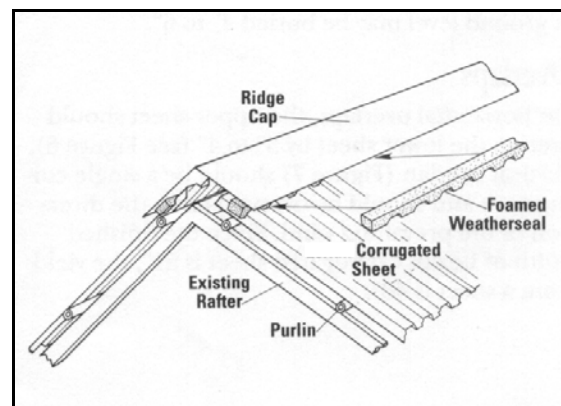 Ridge
Cap
Foamed
Weatherseal
Corrugated
Sheet
Existing
Rafter
Purlin